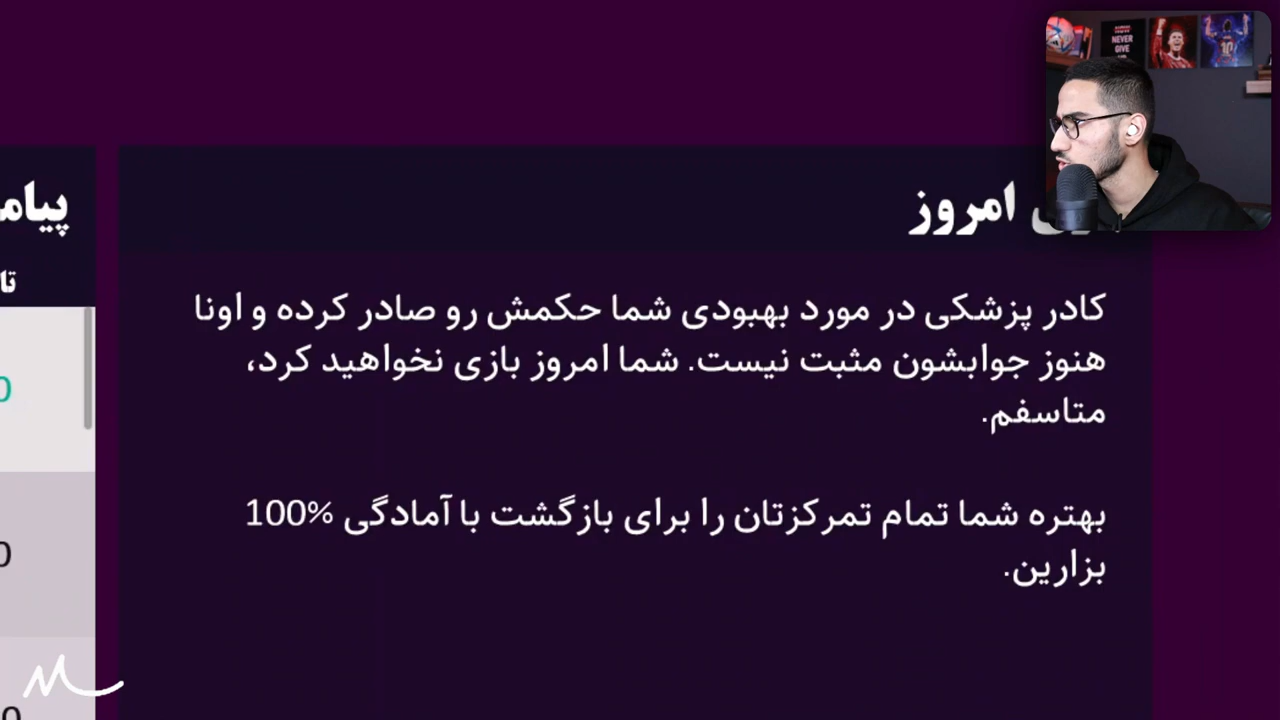 امروز
کادر پزشکی در مورد بهبودی شما حکمش رو صادر کرده و اونا
هنوز جوابشون مثبت نیست. شما امروز بازی نخواهید کرد،
متاسفم.
بهتره شما تمام تمرکزتان را برای بازگشت با آمادگی %100
بزارین.
NEVER
GIVE
10